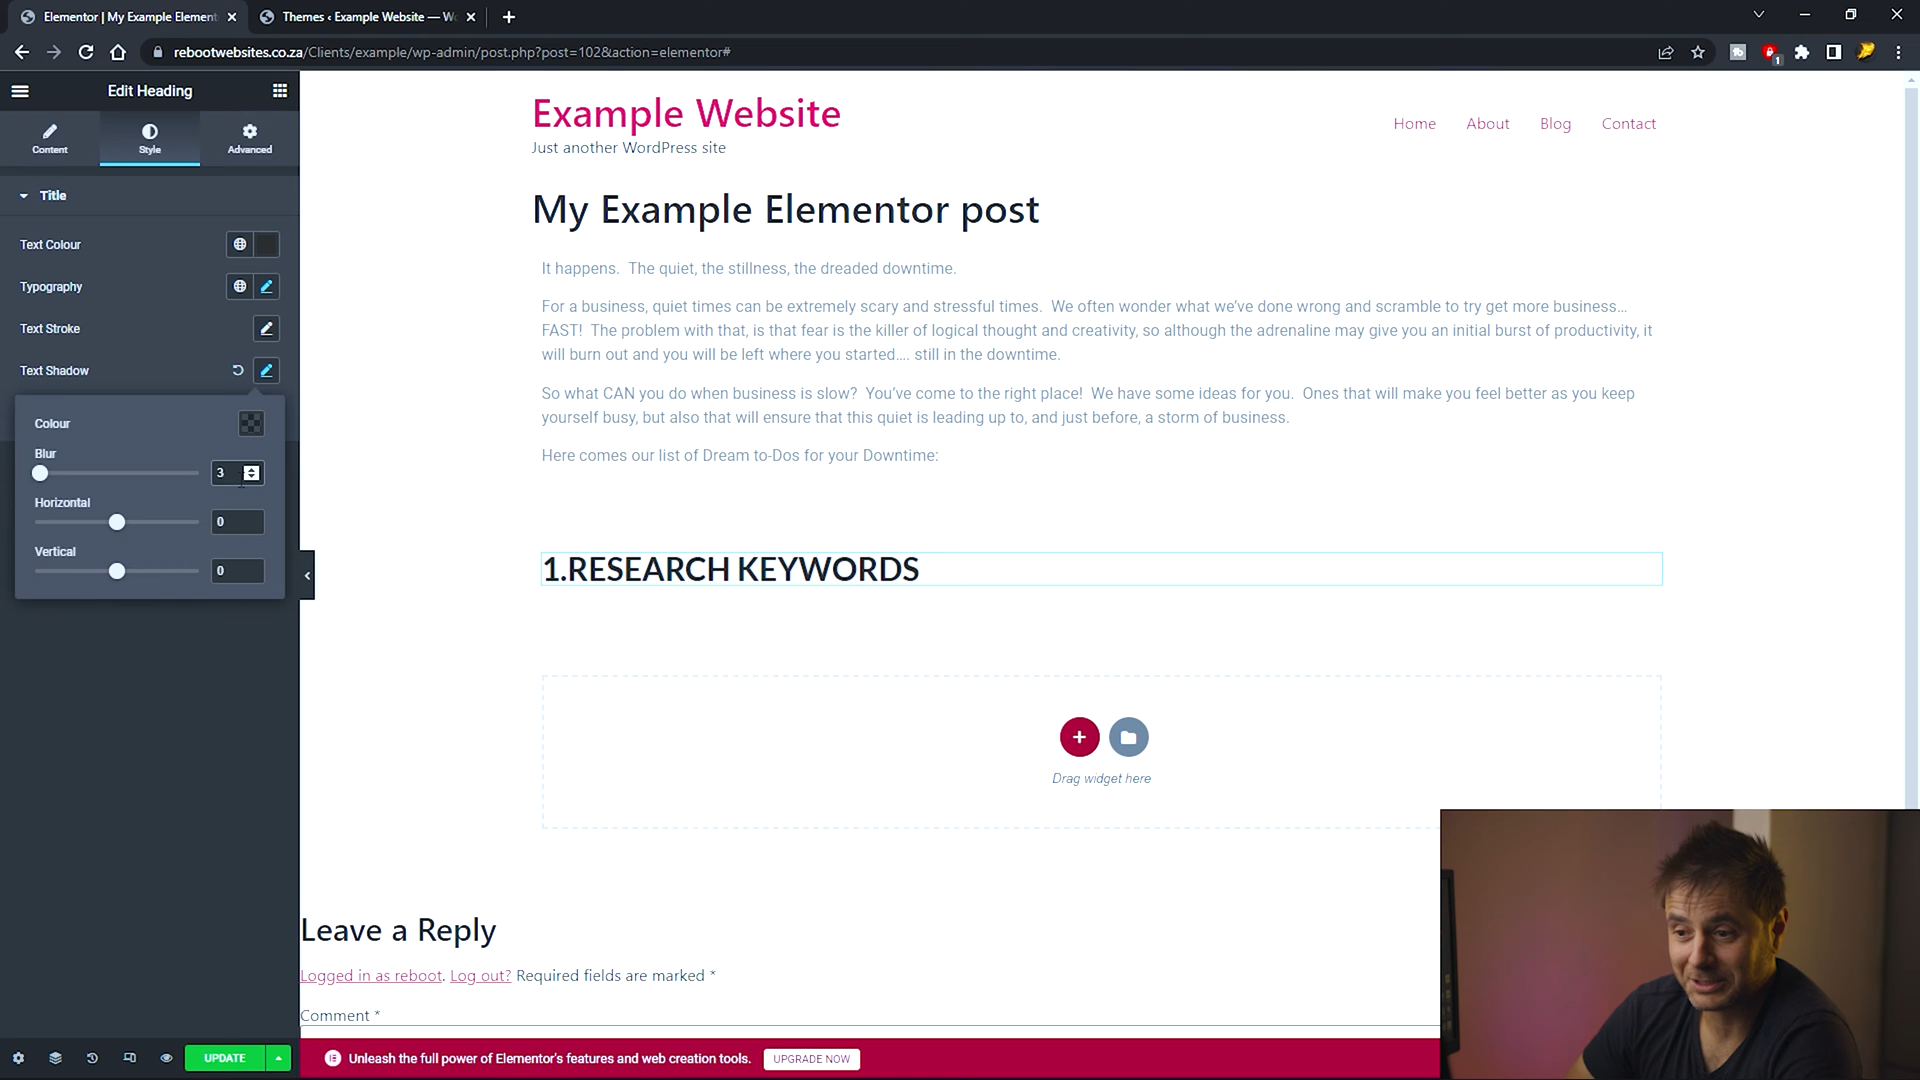 Elementor | My Example Element
Themes ‹ Example Website — Wo
rebootwebsites.co.za/Clients/example/wp-admin/post.php?post=102&action=elementor#
1
Edit Heading
Content
Style
Advanced
Title
Text Colour
Typography
Text Stroke
Text Shadow
Colour
Blur
3
Horizontal
0
Vertical
0
UPDATE
Example Website
Just another WordPress site
Home
About
Blog
Contact
My Example Elementor post
It happens.  The quiet, the stillness, the dreaded downtime.
For a business, quiet times can be extremely scary and stressful times.  We often wonder what we've done wrong and scramble to try get more business…
FAST!  The problem with that, is that fear is the killer of logical thought and creativity, so although the adrenaline may give you an initial burst of productivity, it
will burn out and you will be left where you started…. still in the downtime.
So what CAN you do when business is slow?  You've come to the right place!  We have some ideas for you.  Ones that will make you feel better as you keep
yourself busy, but also that will ensure that this quiet is leading up to, and just before, a storm of business.
Here comes our list of Dream to-Dos for your Downtime:
1.RESEARCH KEYWORDS
Drag widget here
Leave a Reply
Logged in as reboot. Log out? Required fields are marked *
Comment *
Unleash the full power of Elementor's features and web creation tools.
UPGRADE NOW